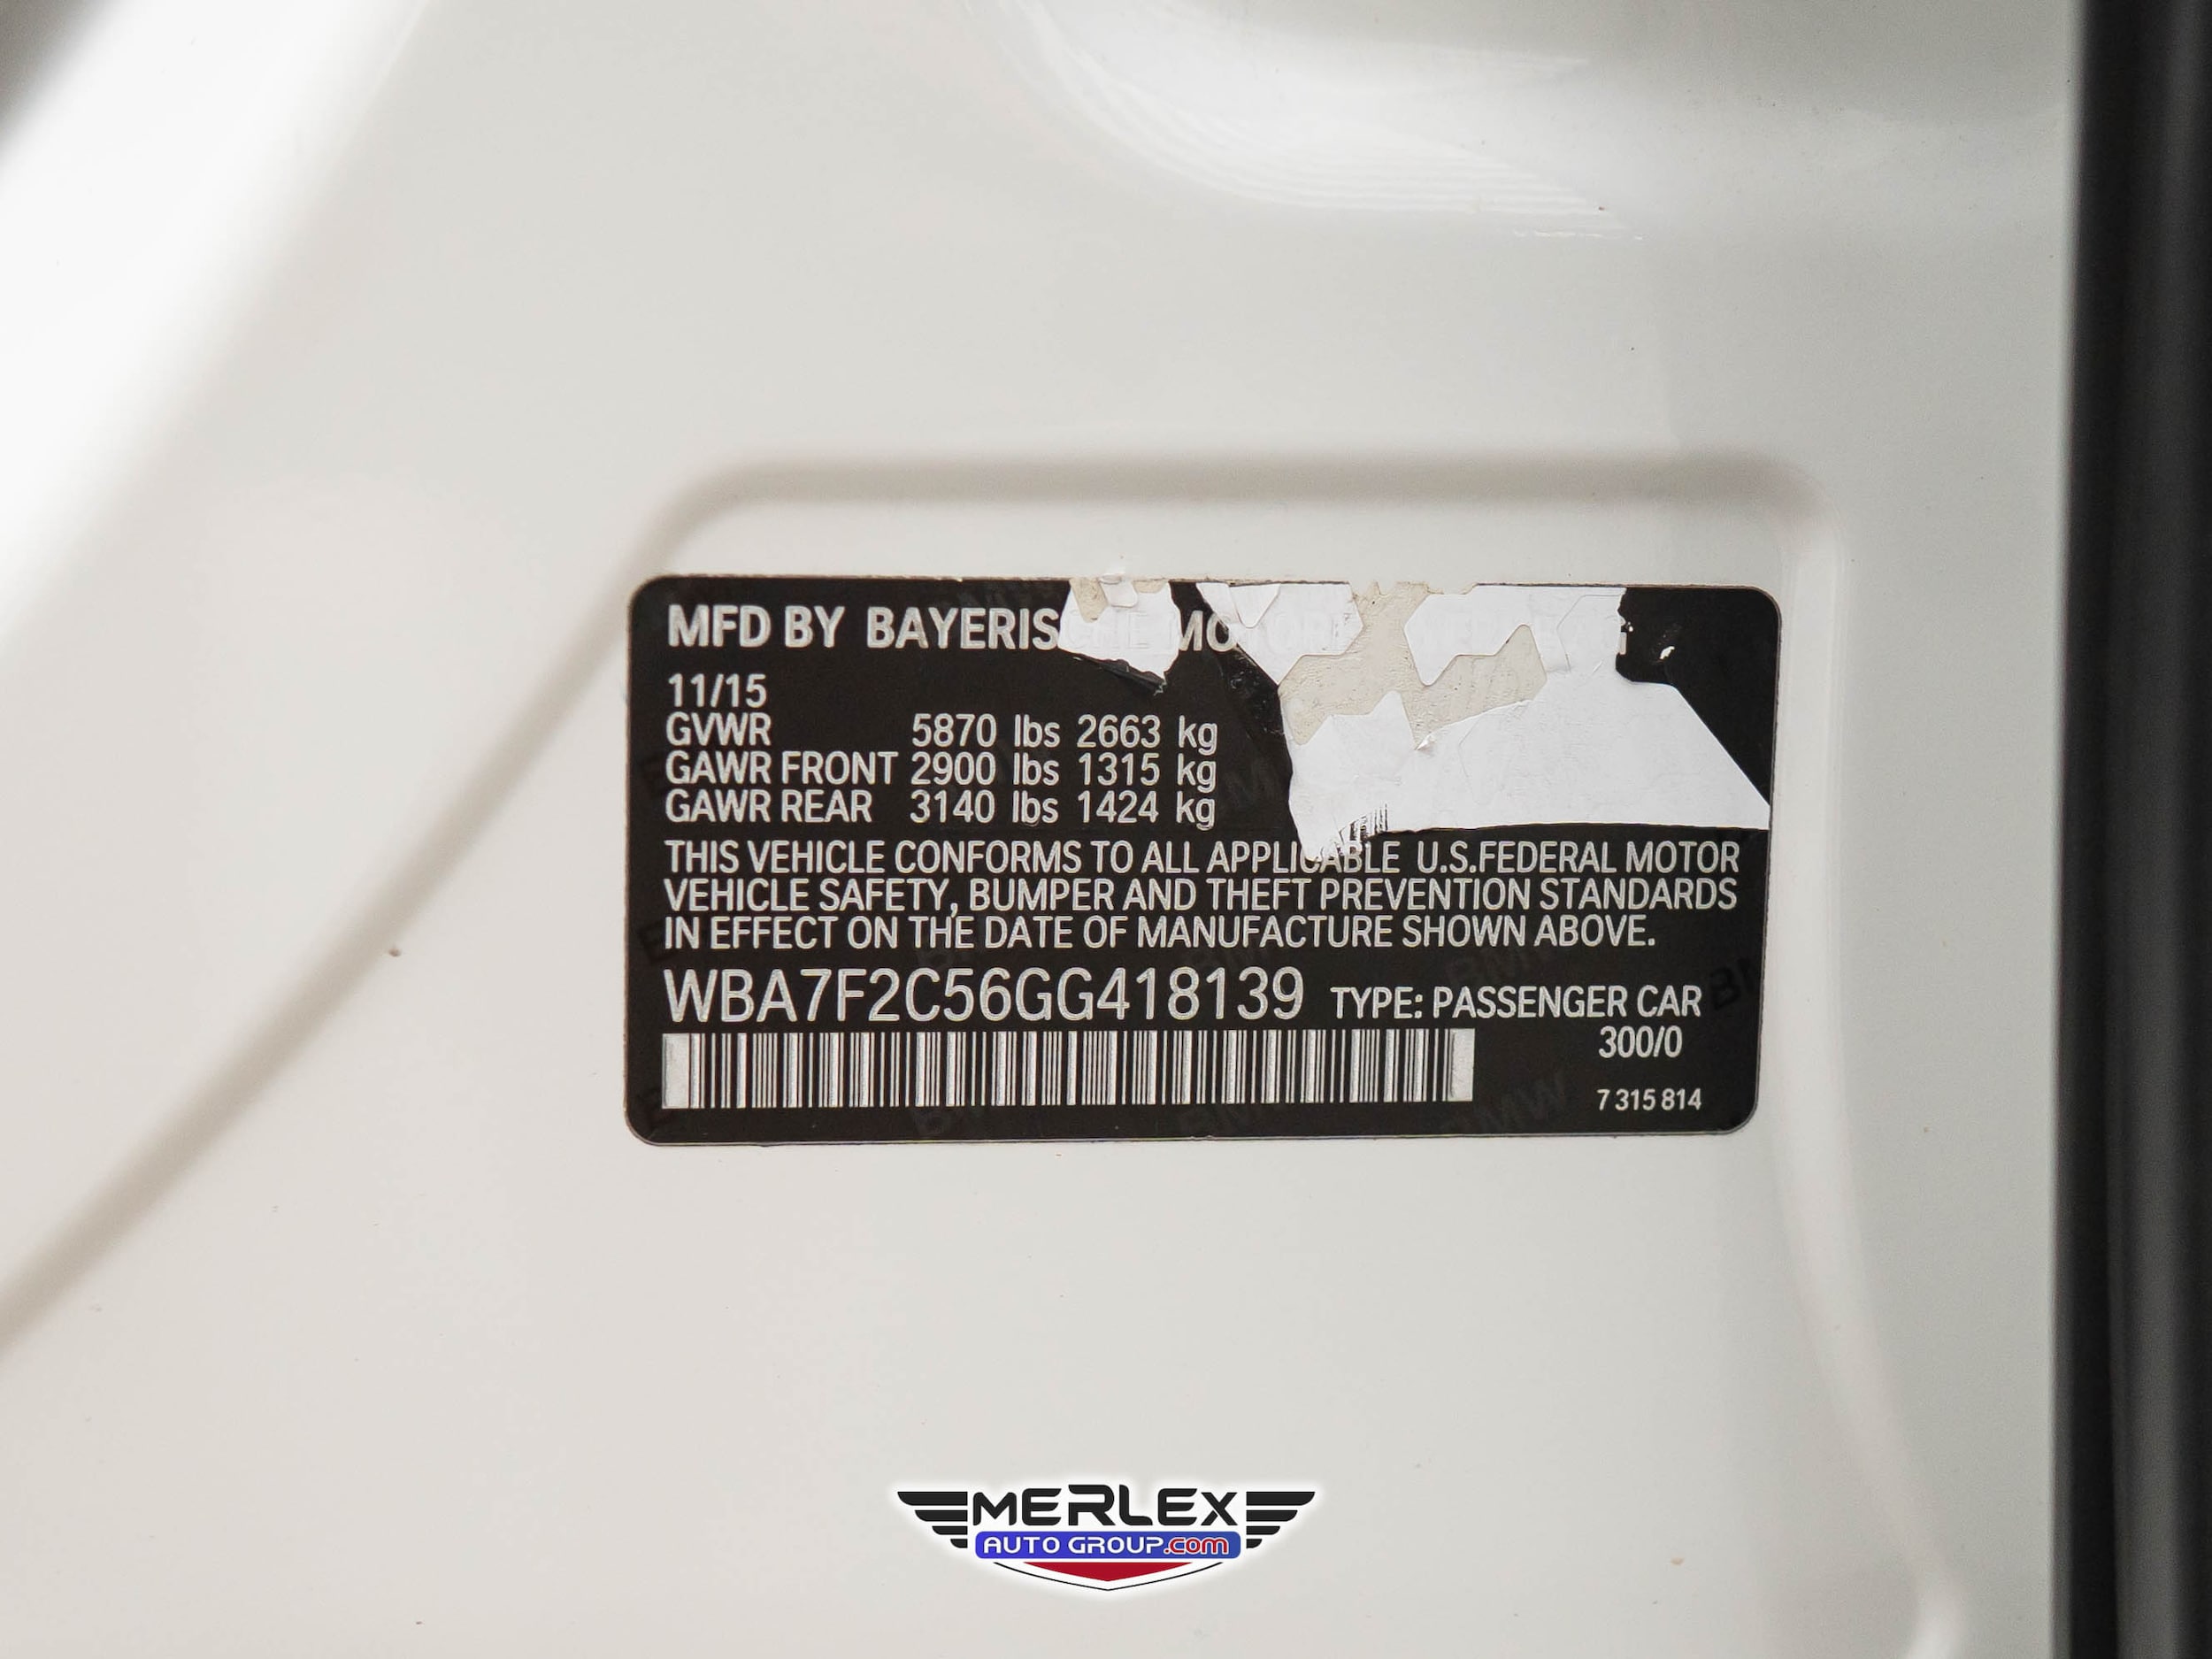 MFD BY BAYERISCHE MOTOREN
11/15
GVWR 5870 lbs 2663 kg
GAWR FRONT 2900 lbs 1315 kg
GAWR REAR 3140 lbs 1424 kg
THIS VEHICLE CONFORMS TO ALL APPLICABLE U.S.FEDERAL MOTOR
VEHICLE SAFETY, BUMPER AND THEFT PREVENTION STANDARDS
IN EFFECT ON THE DATE OF MANUFACTURE SHOWN ABOVE.
WBA7F2C56GG418139 TYPE: PASSENGER CAR
300/0
7 315 814
MERLEX
AUTO GROUP.com